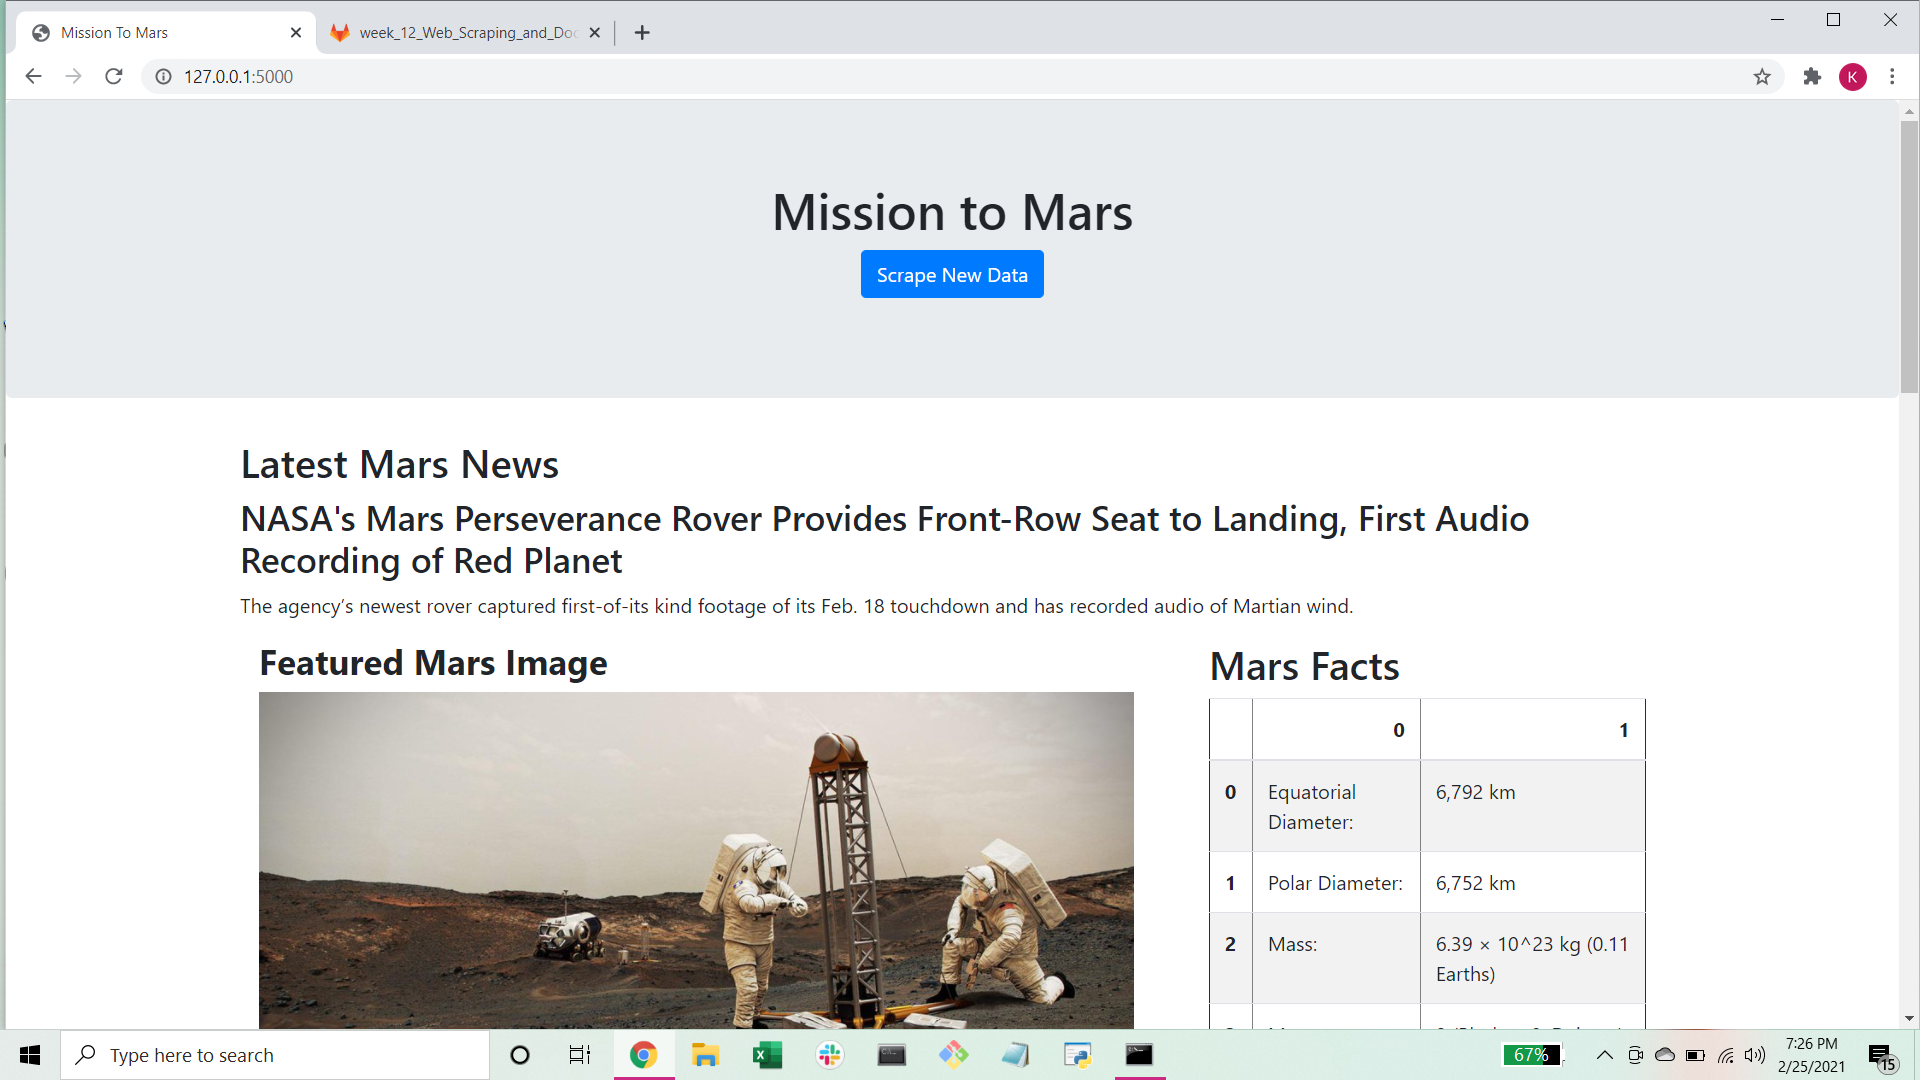 Mission To Mars
week_12_Web_Scraping_and_Doc
127.0.0.1:5000
K
Mission to Mars
Scrape New Data
Latest Mars News
NASA's Mars Perseverance Rover Provides Front-Row Seat to Landing, First Audio
Recording of Red Planet
The agency’s newest rover captured first-of-its kind footage of its Feb. 18 touchdown and has recorded audio of Martian wind.
Featured Mars Image
Mars Facts
0 1
0 Equatorial Diameter: 6,792 km
1 Polar Diameter: 6,752 km
2 Mass: 6.39 × 10^23 kg (0.11 Earths)
Type here to search
67%
7:26 PM
2/25/2021
15